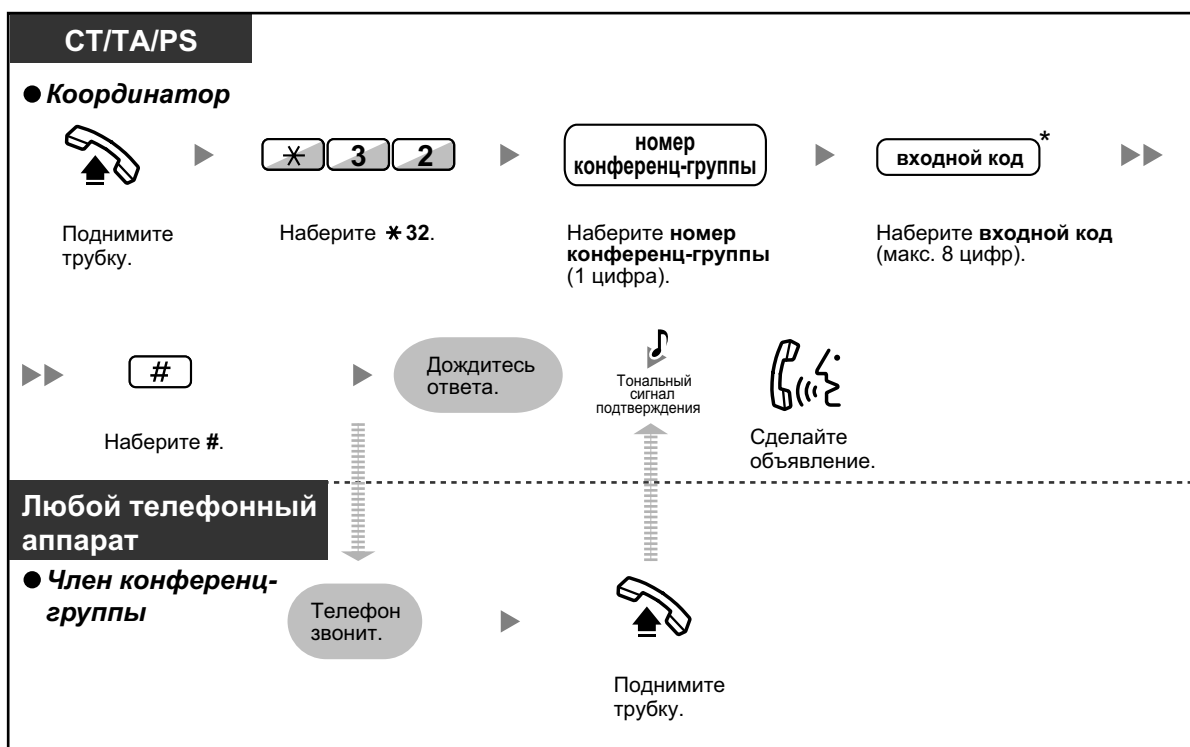 CT/TA/PS
● Координатор
* 3 2
номер
конференц-группы
входной код*
Поднимите
трубку.
Наберите *32.
Наберите номер
конференц-группы
(1 цифра).
Наберите входной код
(макс. 8 цифр).
#
Дождитесь
ответа.
Тональный
сигнал
подтверждения
Наберите #.
Сделайте
объявление.
Любой телефонный
аппарат
● Член конференц-
группы
Телефон
звонит.
Поднимите
трубку.